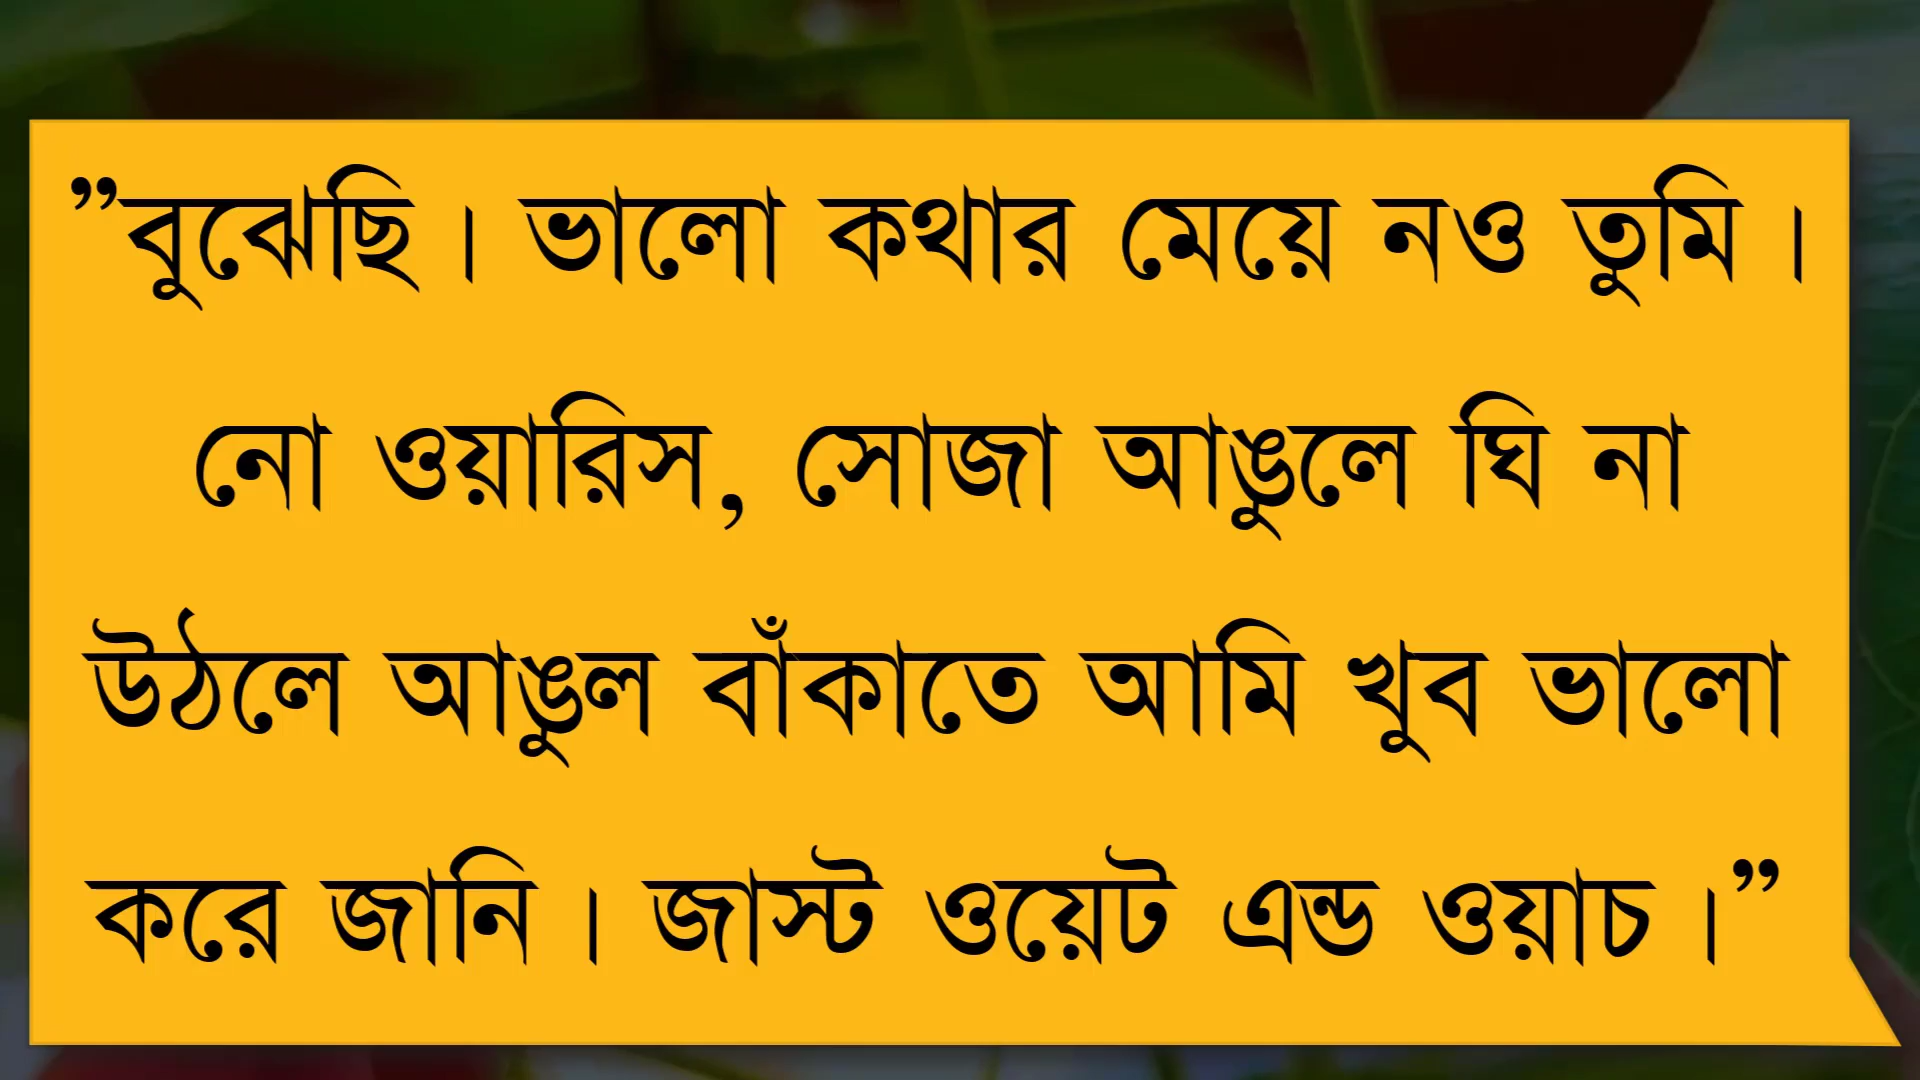 ”বুঝেছি। ভালো কথার মেয়ে নও তুমি।
নো ওয়ারিস, সোজা আঙুলে ঘি না
উঠলে আঙুল বাঁকাতে আমি খুব ভালো
করে জানি। জাস্ট ওয়েট এন্ড ওয়াচ।”